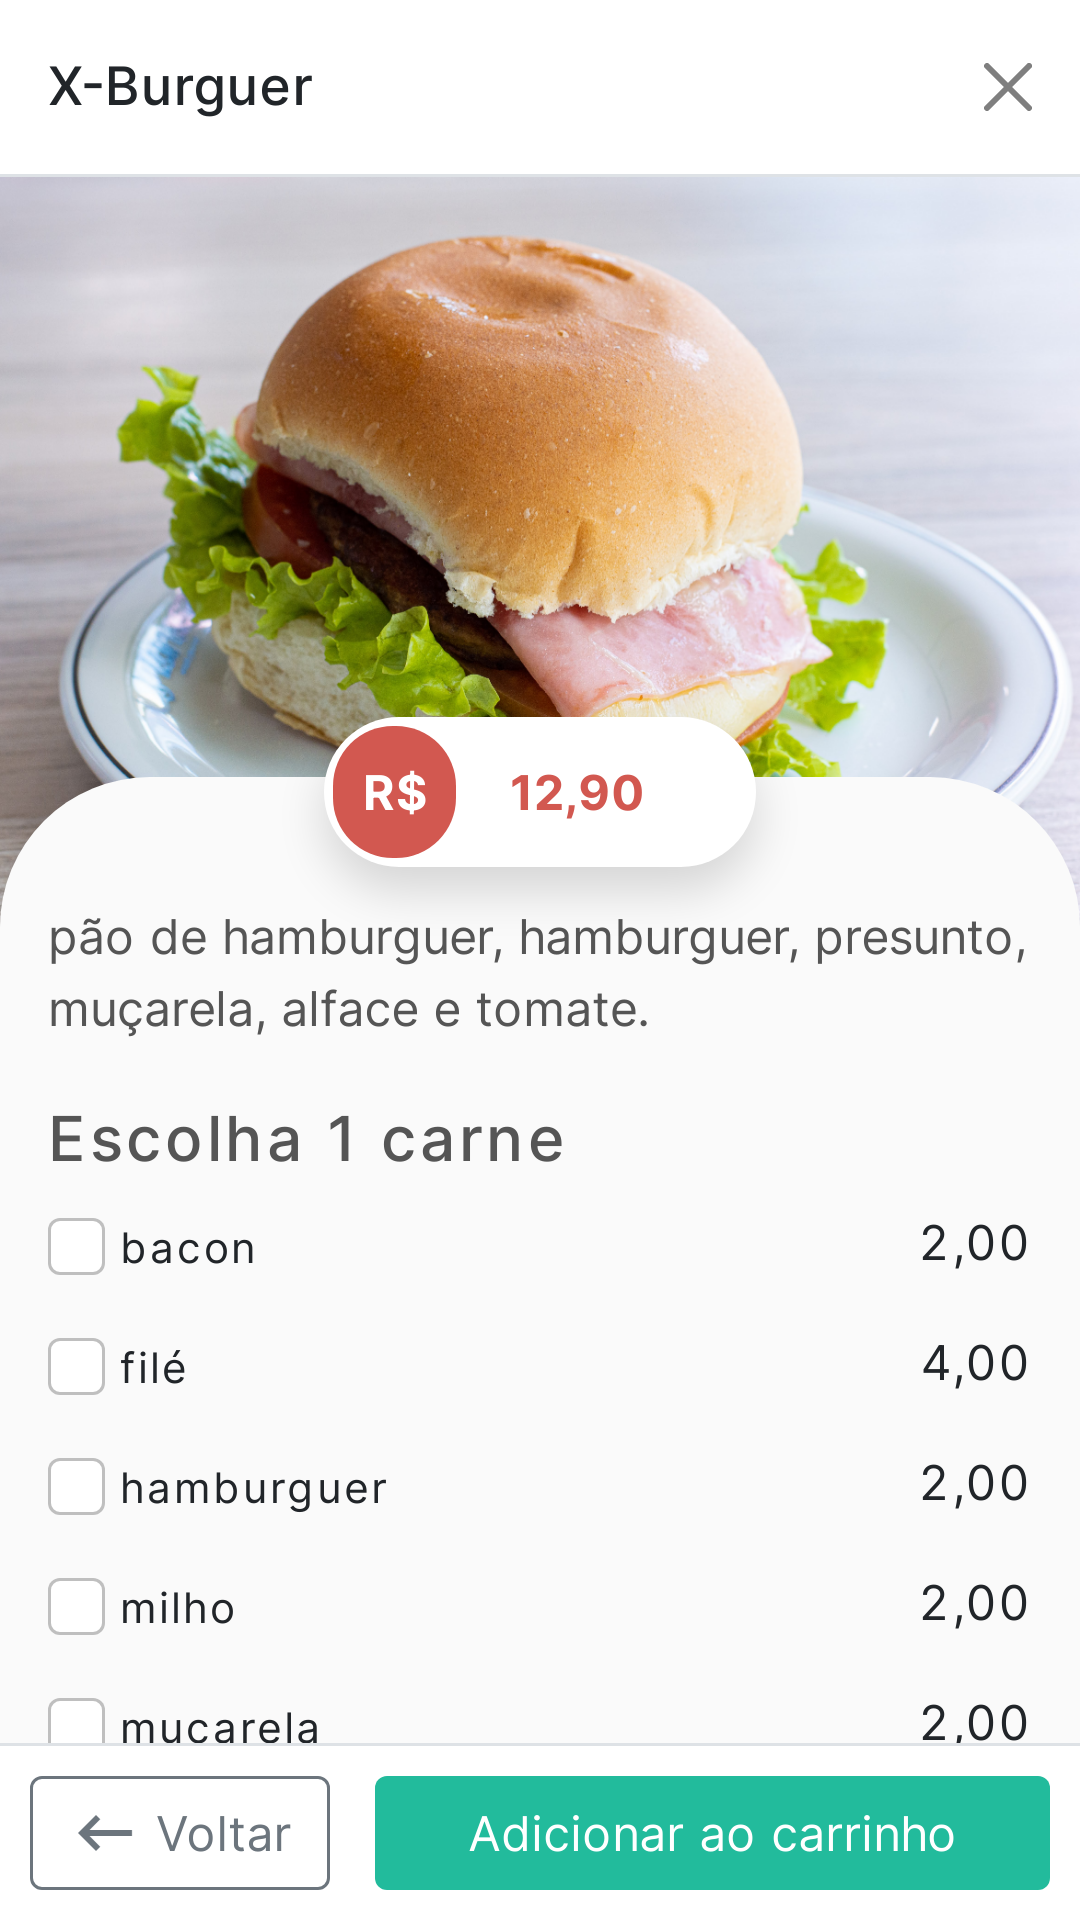 X-Burguer
R$ 12,90
pão de hamburguer, hamburguer, presunto,
muçarela, alface e tomate.
Escolha 1 carne
bacon 2,00
filé 4,00
hamburguer 2,00
milho 2,00
mucarela 2,00
Voltar Adicionar ao carrinho